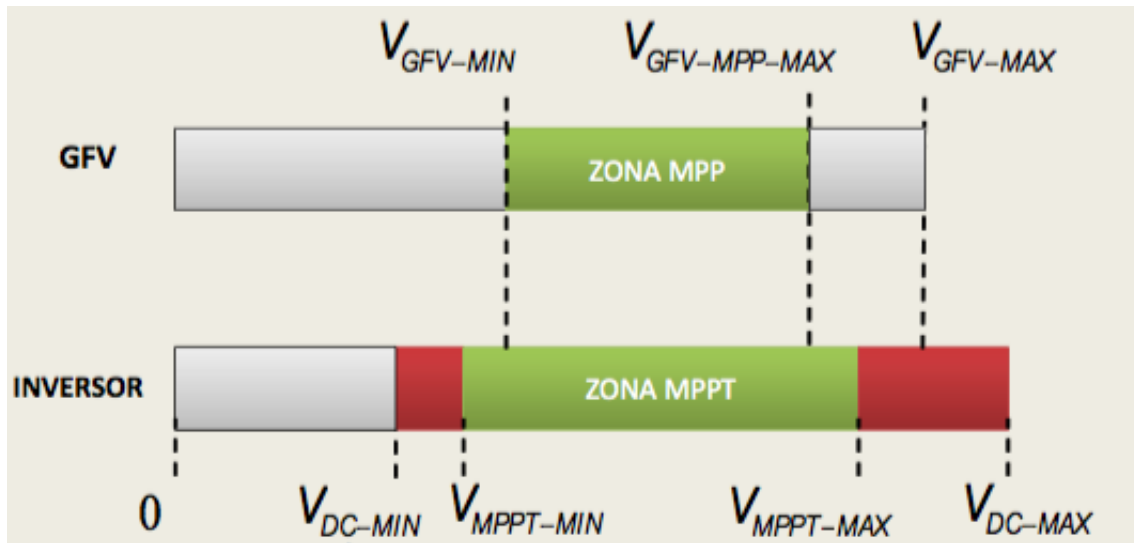 V_GFV–MIN V_GFV–MPP–MAX V_GFV–MAX
GFV ZONA MPP
INVERSOR ZONA MPPT
0 V_DC–MIN V_MPPT–MIN V_MPPT–MAX V_DC–MAX